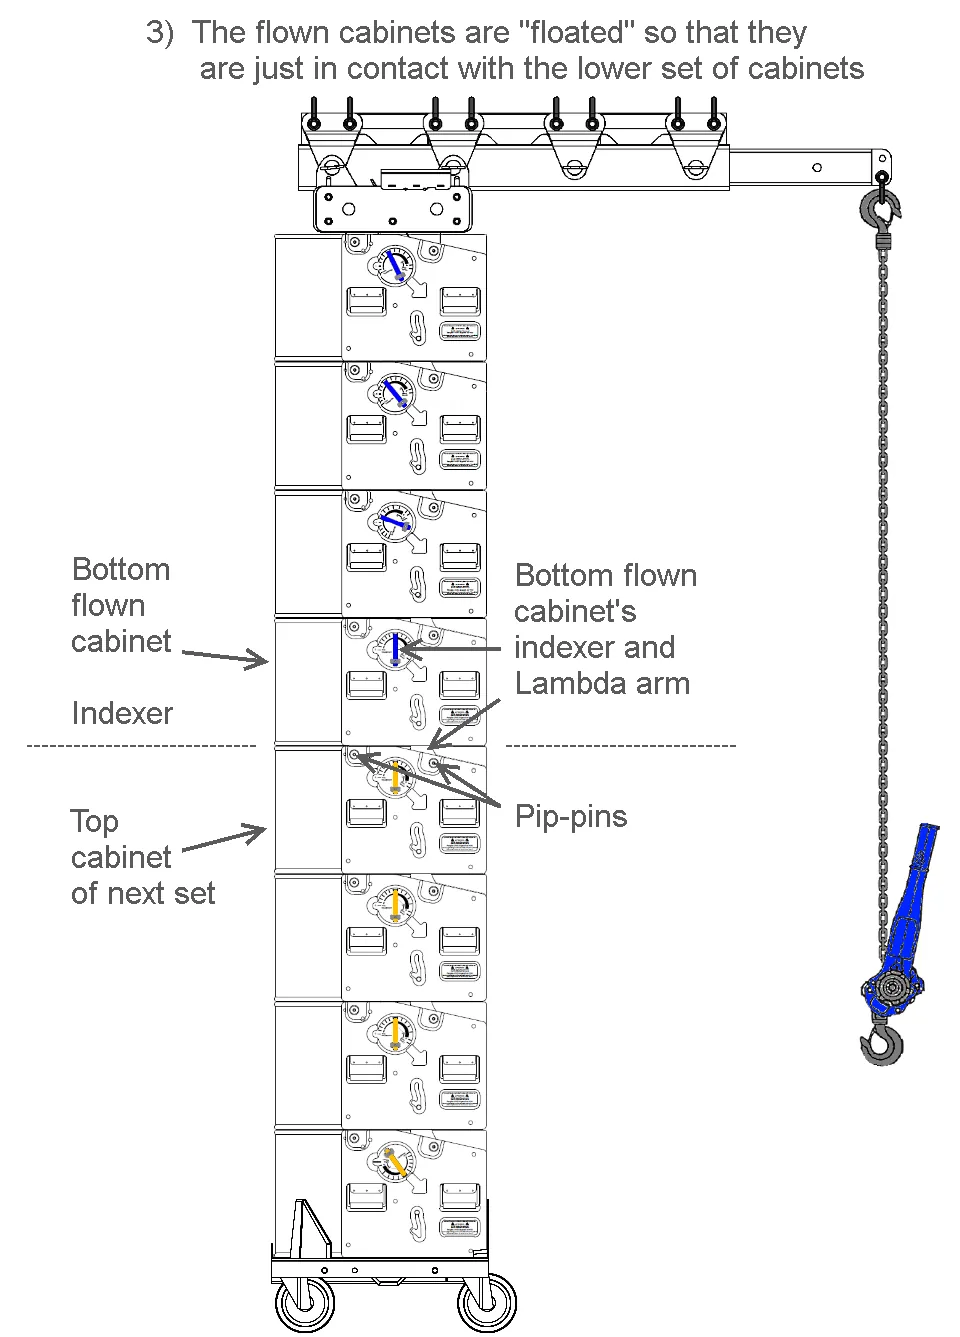 3) The flown cabinets are "floated" so that they
are just in contact with the lower set of cabinets
Bottom
flown
cabinet
Bottom flown
cabinet's
indexer and
Lambda arm
Indexer
Pip-pins
Top
cabinet
of next set